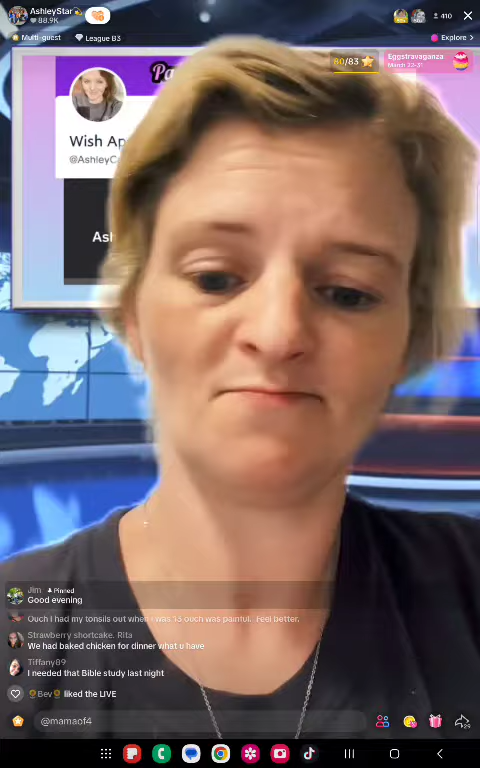 AshleyStar💫
88.9K
410
Multi-guest
League B3
Explore >
Pa
80/83
Eggstravaganza
March 22-31
Wish Ap
@AshleyC
Ash
Jim Pinned
Good evening
Ouch I had my tonsils out when I was 13 ouch was painful. Feel better.
Strawberry shortcake. Rita
We had baked chicken for dinner what u have
Tiffany89
I needed that Bible study last night
🌻Bev🌻 liked the LIVE
@mamaof4
29